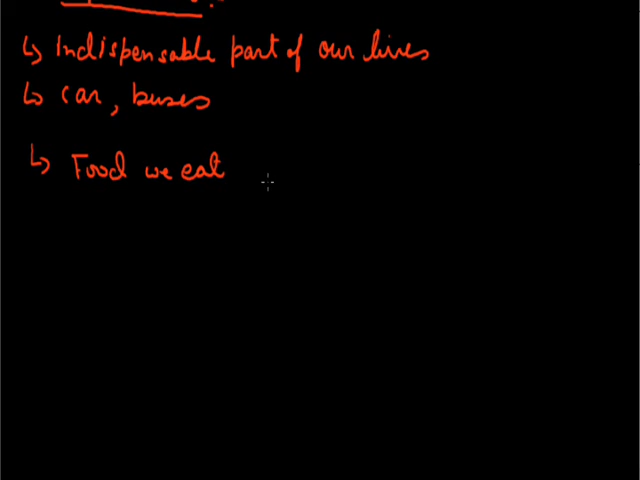 Indispensable part of our lives
car, buses
Food we eat